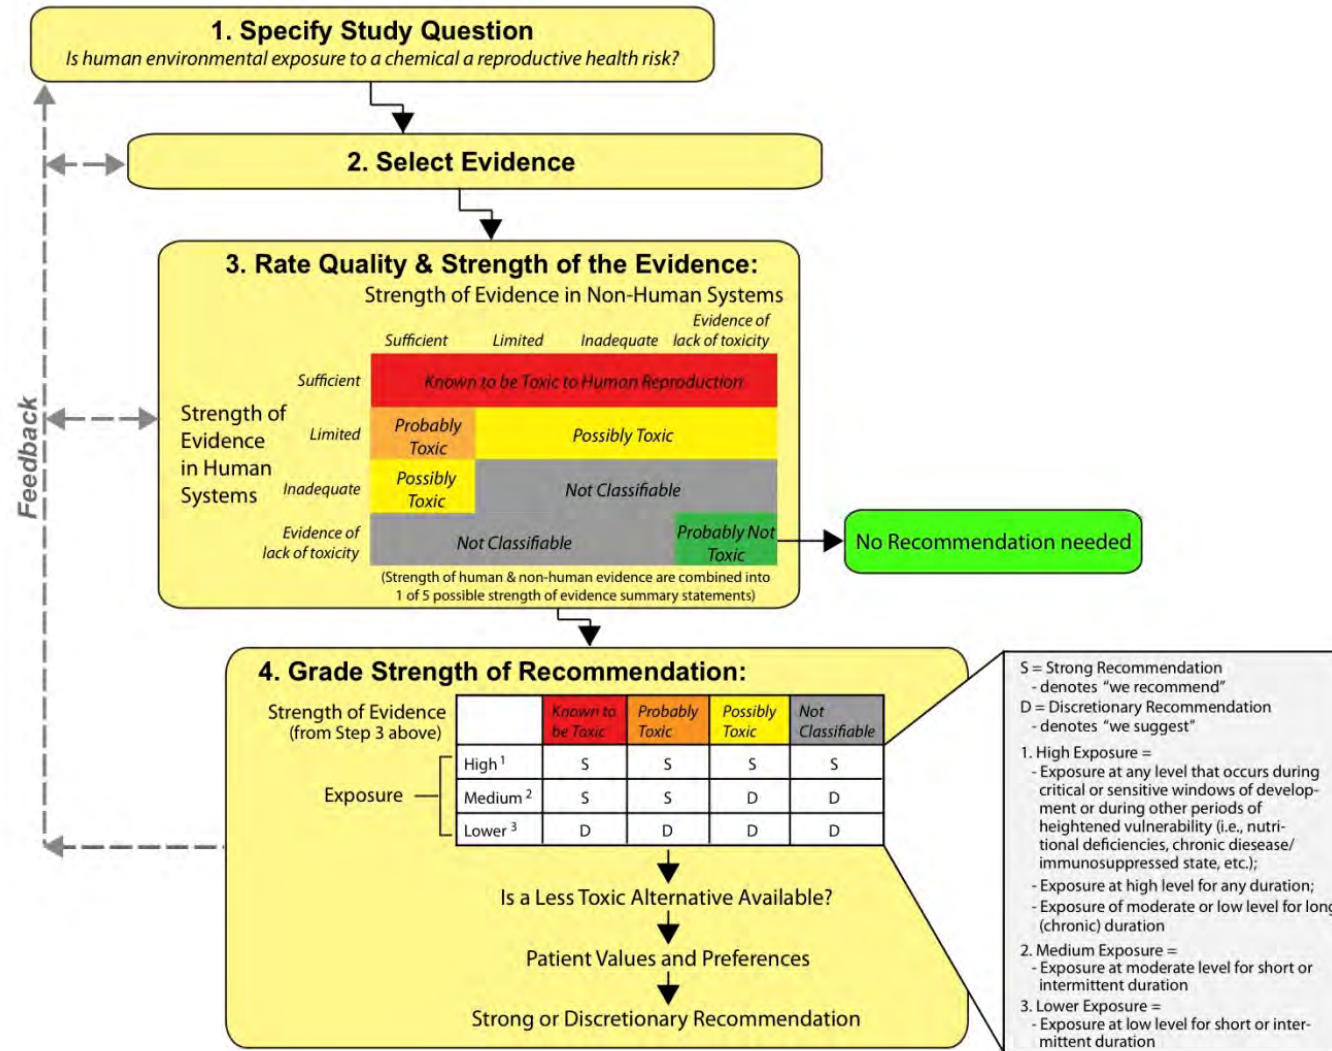 1. Specify Study Question
Is human environmental exposure to a chemical a reproductive health risk?
2. Select Evidence
3. Rate Quality & Strength of the Evidence:
Strength of Evidence in Non-Human Systems
Sufficient Limited Inadequate Evidence of
lack of toxicity
Strength of
Evidence
in Human
Systems
Sufficient
Known to be Toxic to Human Reproduction
Limited
Probably
Toxic
Possibly Toxic
Inadequate
Possibly
Toxic
Not Classifiable
Evidence of
lack of toxicity
Not Classifiable
Probably Not
Toxic
(Strength of human & non-human evidence are combined into
1 of 5 possible strength of evidence summary statements)
No Recommendation needed
Feedback
4. Grade Strength of Recommendation:
Strength of Evidence
(from Step 3 above)
Known to
be Toxic
Probably
Toxic
Possibly
Toxic
Not
Classifiable
Exposure
High 1 S S S S
Medium 2 S S D D
Lower 3 D D D D
Is a Less Toxic Alternative Available?
Patient Values and Preferences
Strong or Discretionary Recommendation
S = Strong Recommendation
- denotes "we recommend"
D = Discretionary Recommendation
- denotes "we suggest"
1. High Exposure =
- Exposure at any level that occurs during
critical or sensitive windows of develop-
ment or during other periods of
heightened vulnerability (i.e., nutri-
tional deficiencies, chronic diesease/
immunosuppressed state, etc.);
- Exposure at high level for any duration;
- Exposure of moderate or low level for long
(chronic) duration
2. Medium Exposure =
- Exposure at moderate level for short or
intermittent duration
3. Lower Exposure =
- Exposure at low level for short or inter-
mittent duration